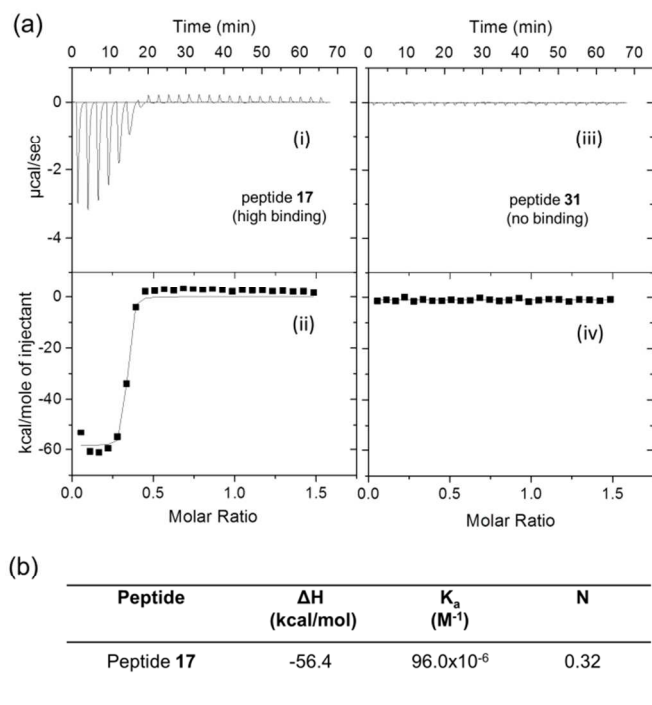 (a)
Time (min)
0 10 20 30 40 50 60 70
Time (min)
0 10 20 30 40 50 60 70
µcal/sec
0
-2
-4
(i)
peptide 17
(high binding)
(iii)
peptide 31
(no binding)
kcal/mole of injectant
0
-20
-40
-60
(ii)
(iv)
0.0 0.5 1.0 1.5
Molar Ratio
0.0 0.5 1.0 1.5
Molar Ratio
(b)
Peptide ΔH Ka N
(kcal/mol) (M-1)
Peptide 17 -56.4 96.0x10-6 0.32